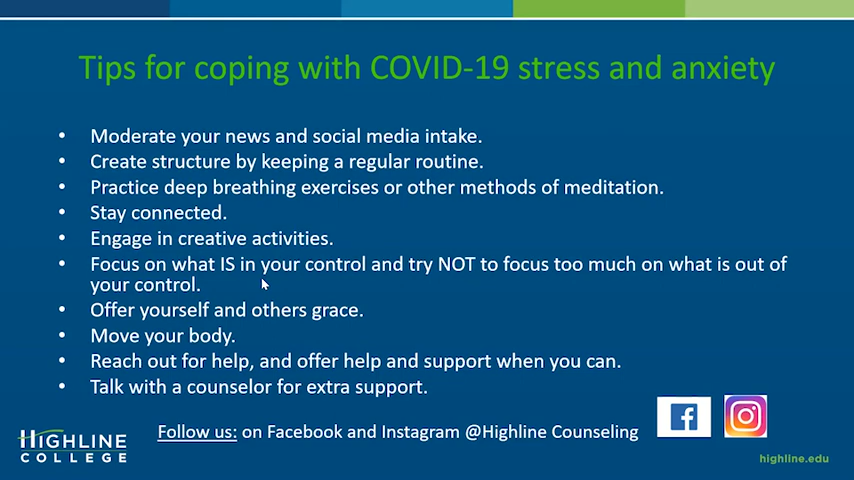 Tips for coping with COVID-19 stress and anxiety
• Moderate your news and social media intake.
• Create structure by keeping a regular routine.
• Practice deep breathing exercises or other methods of meditation.
• Stay connected.
• Engage in creative activities.
• Focus on what IS in your control and try NOT to focus too much on what is out of
your control.
• Offer yourself and others grace.
• Move your body.
• Reach out for help, and offer help and support when you can.
• Talk with a counselor for extra support.
Follow us: on Facebook and Instagram @Highline Counseling
HIGHLINE
COLLEGE
highline.edu